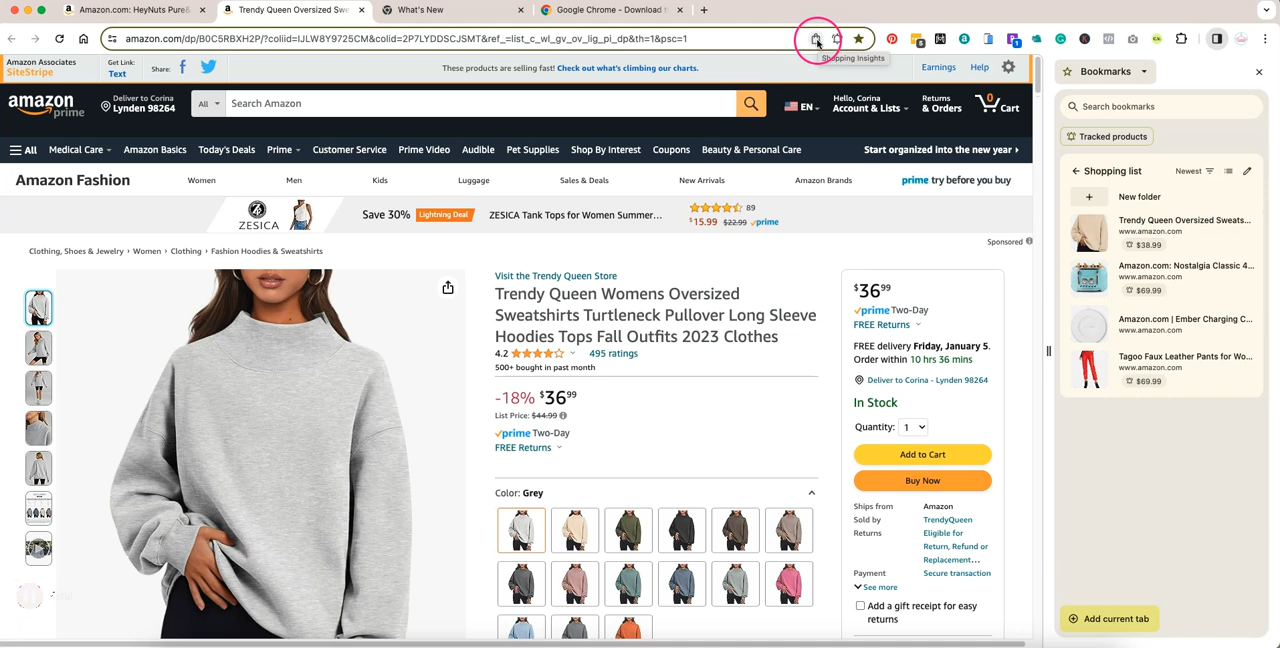 Amazon.com: HeyNuts Pure&
Trendy Queen Oversized Swe
What's New
Google Chrome - Download t
amazon.com/dp/B0C5RBXH2P/?coliid=IJLW8Y9725CM&colid=2P7LYDDSCJSMT&ref_=list_c_wl_gv_ov_lig_pi_dp&th=1&psc=1
Shopping Insights
Amazon Associates
SiteStripe
Get Link:
Text
Share:
These products are selling fast! Check out what's climbing our charts.
Earnings
Help
Bookmarks
Search bookmarks
Tracked products
amazon
prime
Deliver to Corina
Lynden 98264
All
Search Amazon
EN
Hello, Corina
Account & Lists
Returns
& Orders
0
Cart
All
Medical Care
Amazon Basics
Today's Deals
Prime
Customer Service
Prime Video
Audible
Pet Supplies
Shop By Interest
Coupons
Beauty & Personal Care
Start organized into the new year
Amazon Fashion
Women
Men
Kids
Luggage
Sales & Deals
New Arrivals
Amazon Brands
prime try before you buy
ZESICA
Save 30%
Lightning Deal
ZESICA Tank Tops for Women Summer...
89
$15.99 $22.99 prime
Sponsored
Clothing, Shoes & Jewelry › Women › Clothing › Fashion Hoodies & Sweatshirts
Visit the Trendy Queen Store
Trendy Queen Womens Oversized
Sweatshirts Turtleneck Pullover Long Sleeve
Hoodies Tops Fall Outfits 2023 Clothes
4.2
495 ratings
500+ bought in past month
-18% $3699
List Price: $44.99
prime Two-Day
FREE Returns
Color: Grey
$3699
prime Two-Day
FREE Returns
FREE delivery Friday, January 5.
Order within 10 hrs 36 mins
Deliver to Corina - Lynden 98264
In Stock
Quantity: 1
Add to Cart
Buy Now
Ships from Amazon
Sold by TrendyQueen
Returns Eligible for
Return, Refund or
Replacement...
Payment Secure transaction
See more
Add a gift receipt for easy
returns
Shopping list
Newest
New folder
Trendy Queen Oversized Sweats...
www.amazon.com
$38.99
Amazon.com: Nostalgia Classic 4...
www.amazon.com
$69.99
Amazon.com | Ember Charging C...
www.amazon.com
Tagoo Faux Leather Pants for Wo...
www.amazon.com
$69.99
Add current tab